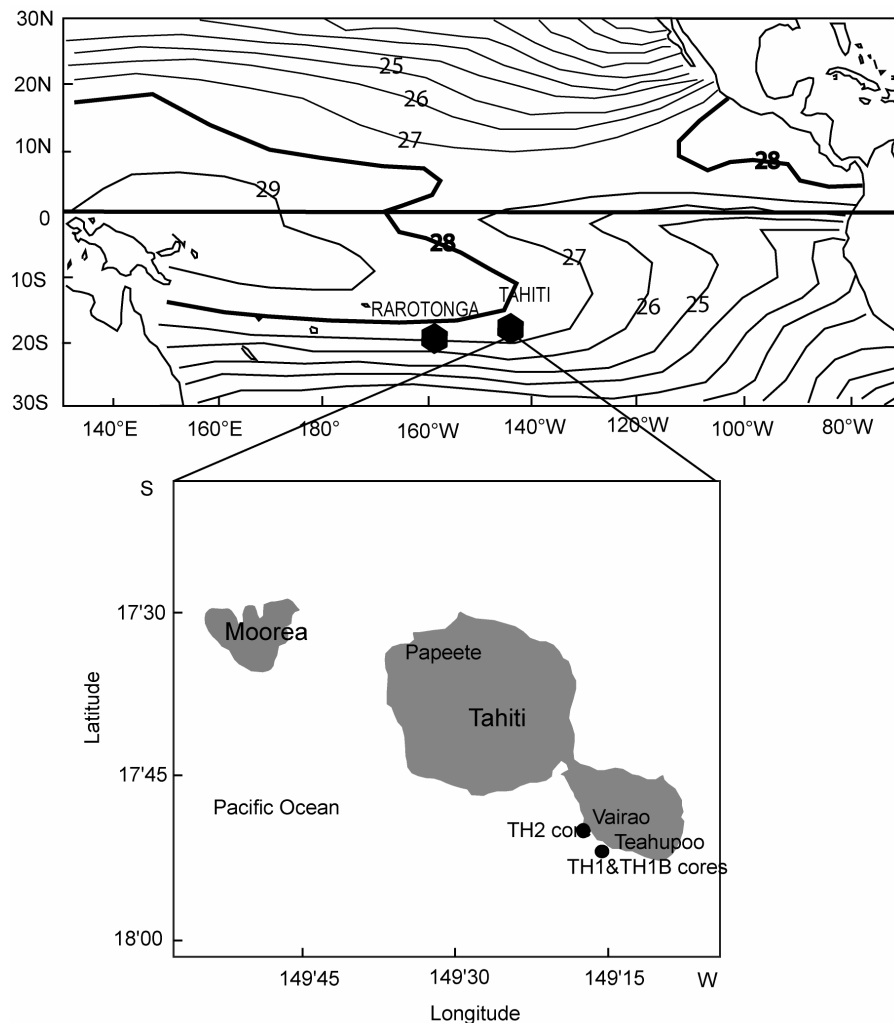 30N
25
20N
26
10N
27
28
29
0
28
27
10S
RAROTONGA
TAHITI
26
25
20S
30S
140°E
160°E
180°
160°W
140°W
120°W
100°W
80°W
S
17'30
Moorea
Papeete
Latitude
Tahiti
17'45
Pacific Ocean
Vairao
TH2 core
Teahupoo
TH1&TH1B cores
18'00
149'45
149'30
149'15
W
Longitude